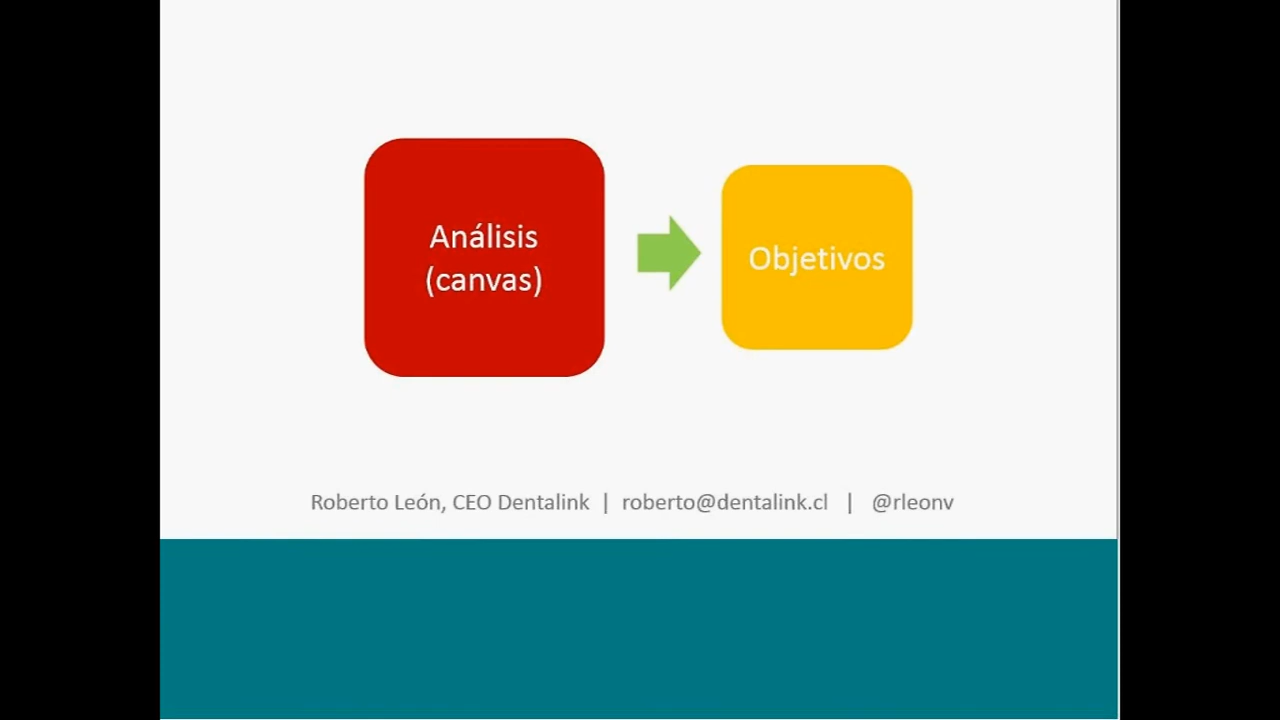 Análisis
(canvas)
Objetivos
Roberto León, CEO Dentalink | roberto@dentalink.cl | @rleonv